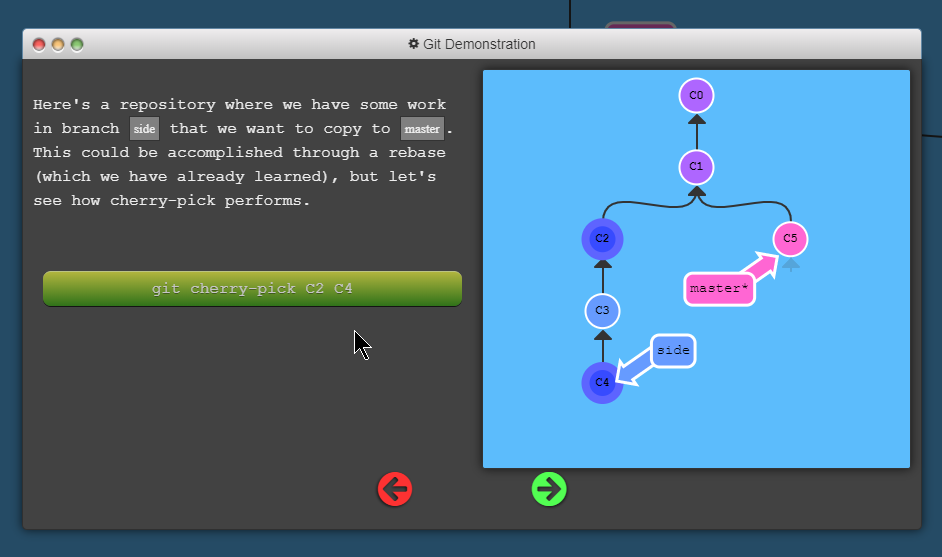 Git Demonstration
Here's a repository where we have some work
in branch side that we want to copy to master.
This could be accomplished through a rebase
(which we have already learned), but let's
see how cherry-pick performs.
git cherry-pick C2 C4
C0
C1
C2
C5
master*
C3
side
C4